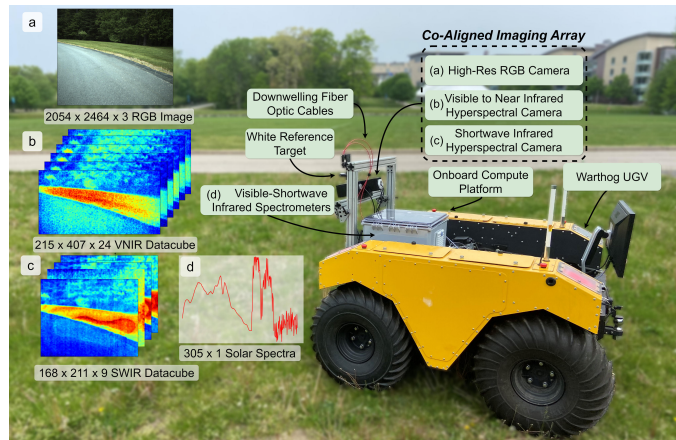 a
2054 x 2464 x 3 RGB Image
b
215 x 407 x 24 VNIR Datacube
c
168 x 211 x 9 SWIR Datacube
d
305 x 1 Solar Spectra
Co-Aligned Imaging Array
(a) High-Res RGB Camera
(b) Visible to Near Infrared
Hyperspectral Camera
(c) Shortwave Infrared
Hyperspectral Camera
Downwelling Fiber
Optic Cables
White Reference
Target
(d) Visible-Shortwave
Infrared Spectrometers
Onboard Compute
Platform
Warthog UGV